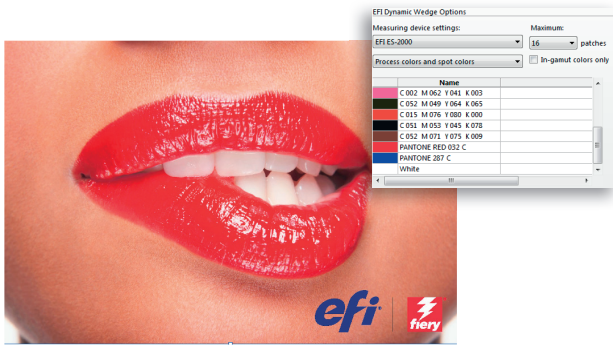 EFI Dynamic Wedge Options
Measuring device settings:
Maximum:
EFI ES-2000
16
patches
Process colors and spot colors
In-gamut colors only
Name
C 002 M 062 Y 041 K 003
C 052 M 049 Y 064 K 065
C 015 M 076 Y 080 K 000
C 051 M 053 Y 045 K 078
C 052 M 071 Y 075 K 009
PANTONE RED 032 C
PANTONE 287 C
White
efi
fiery